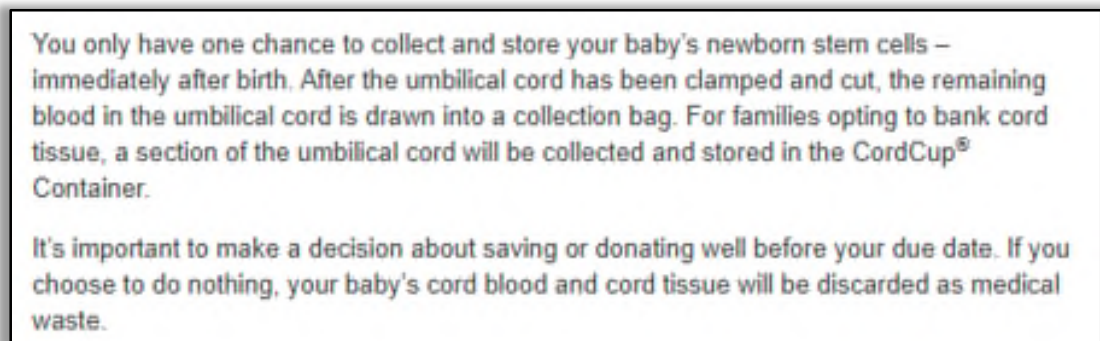 You only have one chance to collect and store your baby's newborn stem cells –
immediately after birth. After the umbilical cord has been clamped and cut, the remaining
blood in the umbilical cord is drawn into a collection bag. For families opting to bank cord
tissue, a section of the umbilical cord will be collected and stored in the CordCup®
Container.
It's important to make a decision about saving or donating well before your due date. If you
choose to do nothing, your baby's cord blood and cord tissue will be discarded as medical
waste.